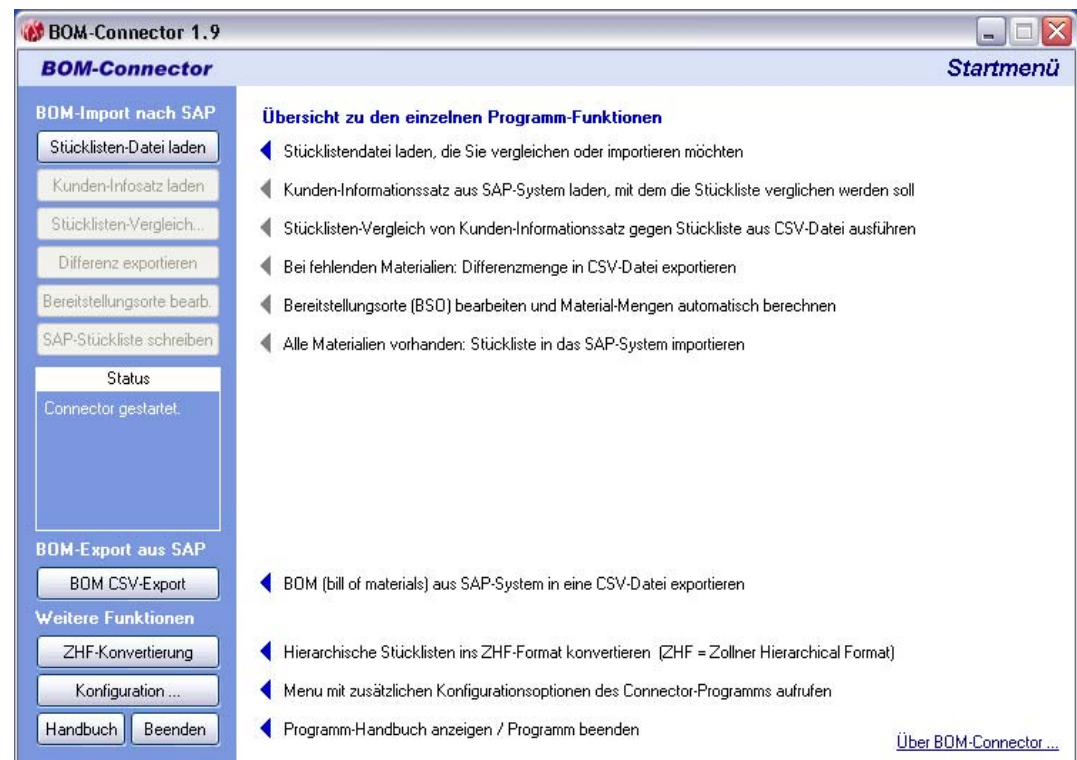 BOM-Connector 1.9
BOM-Connector
Startmenü
BOM-Import nach SAP
Übersicht zu den einzelnen Programm-Funktionen
Stücklisten-Datei laden
Stücklistendatei laden, die Sie vergleichen oder importieren möchten
Kunden-Infosatz laden
Kunden-Informationssatz aus SAP-System laden, mit dem die Stückliste verglichen werden soll
Stücklisten-Vergleich...
Stücklisten-Vergleich von Kunden-Informationssatz gegen Stückliste aus CSV-Datei ausführen
Differenz exportieren
Bei fehlenden Materialien: Differenzmenge in CSV-Datei exportieren
Bereitstellungsorte bearb.
Bereitstellungsorte (BSO) bearbeiten und Material-Mengen automatisch berechnen
SAP-Stückliste schreiben
Alle Materialien vorhanden: Stückliste in das SAP-System importieren
Status
Connector gestartet.
BOM-Export aus SAP
BOM CSV-Export
BOM (bill of materials) aus SAP-System in eine CSV-Datei exportieren
Weitere Funktionen
ZHF-Konvertierung
Hierarchische Stücklisten ins ZHF-Format konvertieren (ZHF = Zollner Hierarchical Format)
Konfiguration ...
Menu mit zusätzlichen Konfigurationsoptionen des Connector-Programms aufrufen
Handbuch
Beenden
Programm-Handbuch anzeigen / Programm beenden
Über BOM-Connector ...